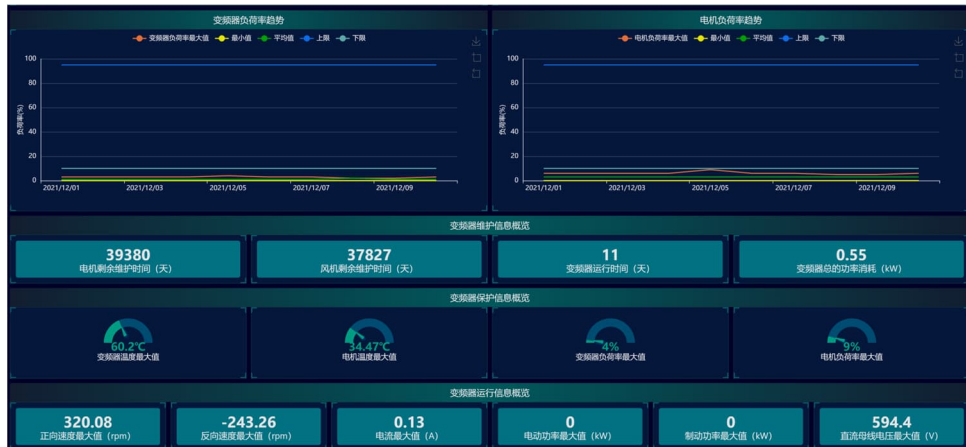 变频器负荷率趋势
变频器负荷率最大值 最小值 平均值 上限 下限
负荷率(%)
100
80
60
40
20
0
2021/12/01 2021/12/03 2021/12/05 2021/12/07 2021/12/09
电机负荷率趋势
电机负荷率最大值 最小值 平均值 上限 下限
负荷率(%)
100
80
60
40
20
0
2021/12/01 2021/12/03 2021/12/05 2021/12/07 2021/12/09
变频器维护信息概览
39380
电机剩余维护时间（天）
37827
风机剩余维护时间（天）
11
变频器运行时间（天）
0.55
变频器总的功率消耗（kW）
变频器保护信息概览
60.2℃
变频器温度最大值
34.47℃
电机温度最大值
4%
变频器负荷率最大值
9%
电机负荷率最大值
变频器运行信息概览
320.08
正向速度最大值（rpm）
-243.26
反向速度最大值（rpm）
0.13
电流最大值（A）
0
电动功率最大值（kW）
0
制动功率最大值（kW）
594.4
直流母线电压最大值（V）